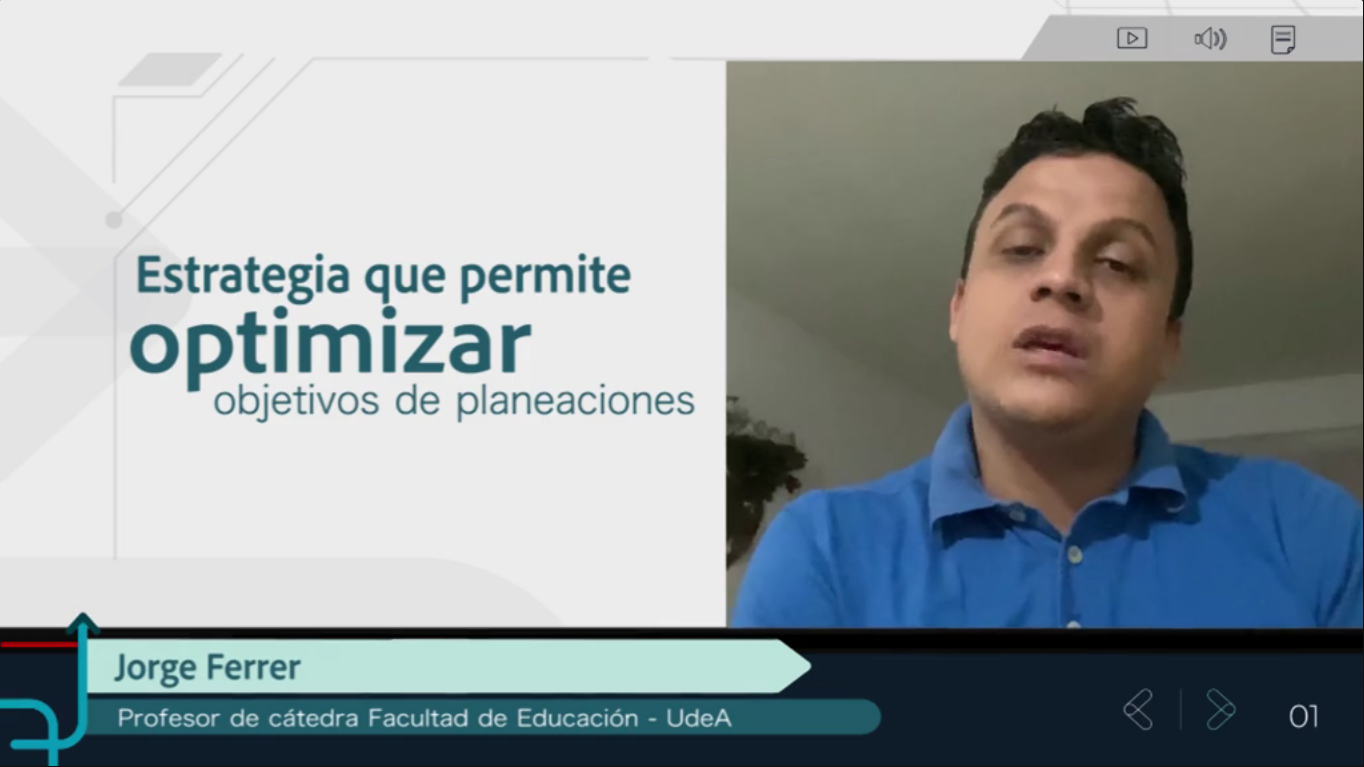 Estrategia que permite
optimizar
objetivos de planeaciones
Jorge Ferrer
Profesor de cátedra Facultad de Educación - UdeA
01